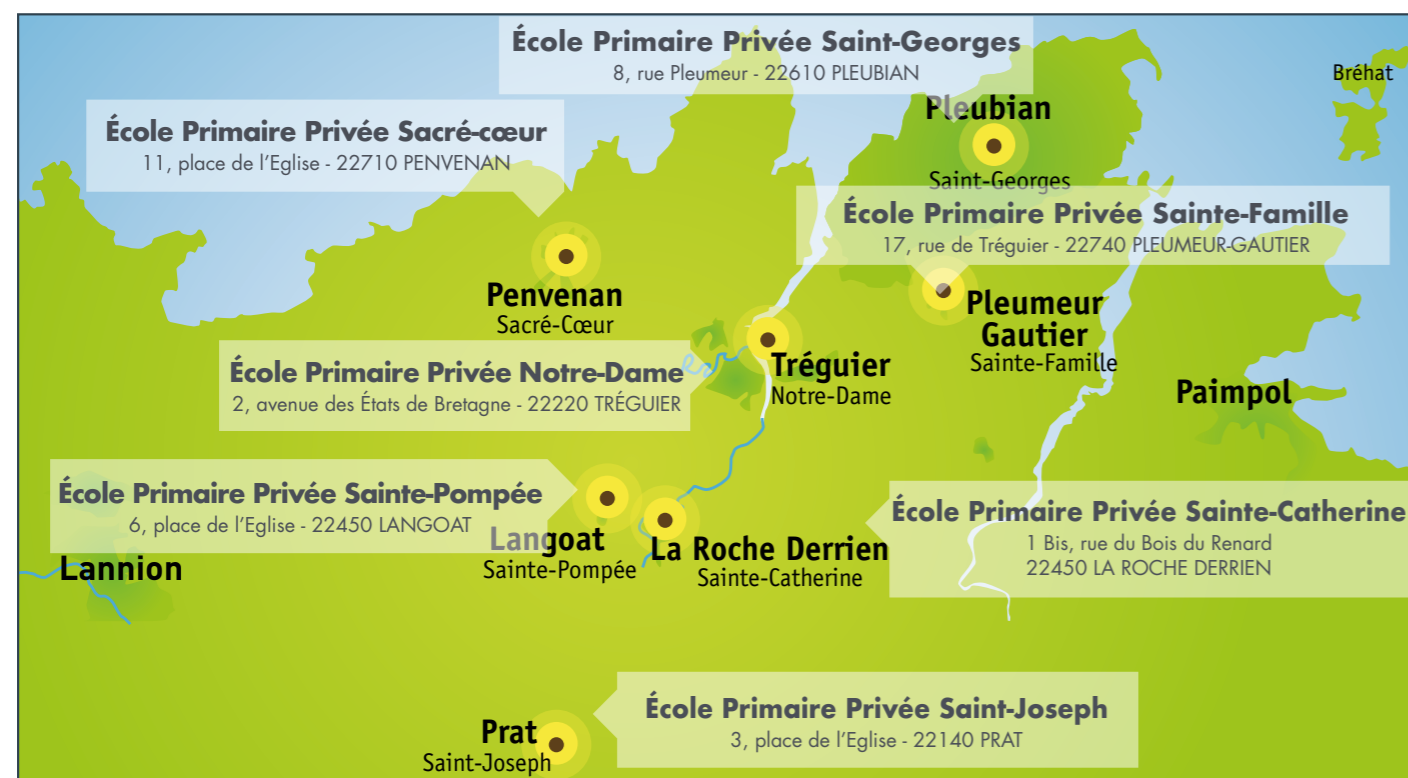 École Primaire Privée Saint-Georges
8, rue Pleumeur - 22610 PLEUBIAN
Bréhat
Pleubian
Saint-Georges
École Primaire Privée Sacré-cœur
11, place de l'Eglise - 22710 PENVENAN
École Primaire Privée Sainte-Famille
17, rue de Tréguier - 22740 PLEUMEUR-GAUTIER
Penvenan
Sacré-Cœur
Pleumeur
Gautier
Sainte-Famille
École Primaire Privée Notre-Dame
2, avenue des États de Bretagne - 22220 TRÉGUIER
Tréguier
Notre-Dame
Paimpol
École Primaire Privée Sainte-Pompée
6, place de l'Eglise - 22450 LANGOAT
Langoat
Sainte-Pompée
La Roche Derrien
Sainte-Catherine
École Primaire Privée Sainte-Catherine
1 Bis, rue du Bois du Renard
22450 LA ROCHE DERRIEN
Lannion
École Primaire Privée Saint-Joseph
3, place de l'Eglise - 22140 PRAT
Prat
Saint-Joseph